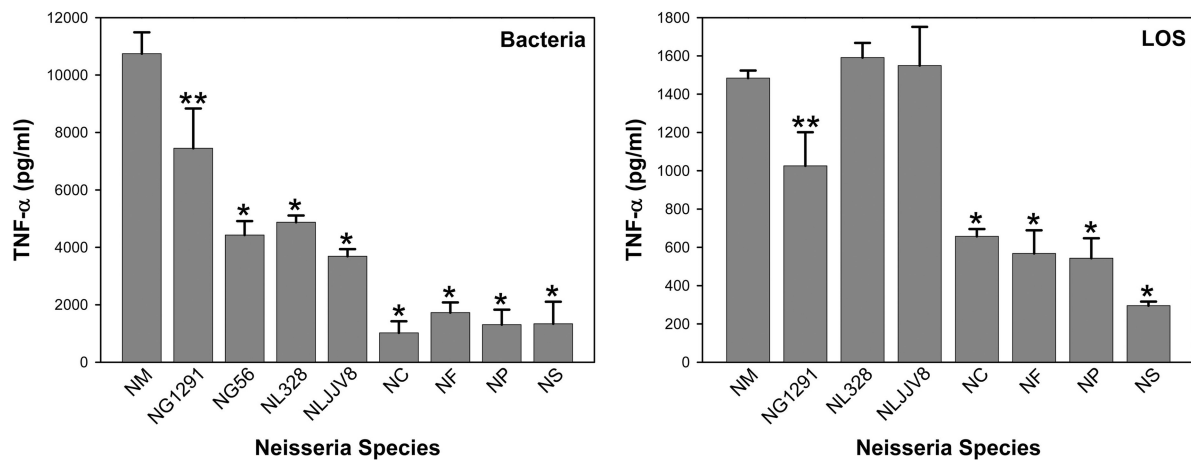 Bacteria
TNF-α (pg/ml)
12000
10000
8000
6000
4000
2000
0
**
*
*
*
*
*
*
*
NM
NG1291
NG56
NL328
NLJJV8
NC
NF
NP
NS
Neisseria Species
LOS
TNF-α (pg/ml)
1800
1600
1400
1200
1000
800
600
400
200
0
**
*
*
*
*
NM
NG1291
NL328
NLJJV8
NC
NF
NP
NS
Neisseria Species